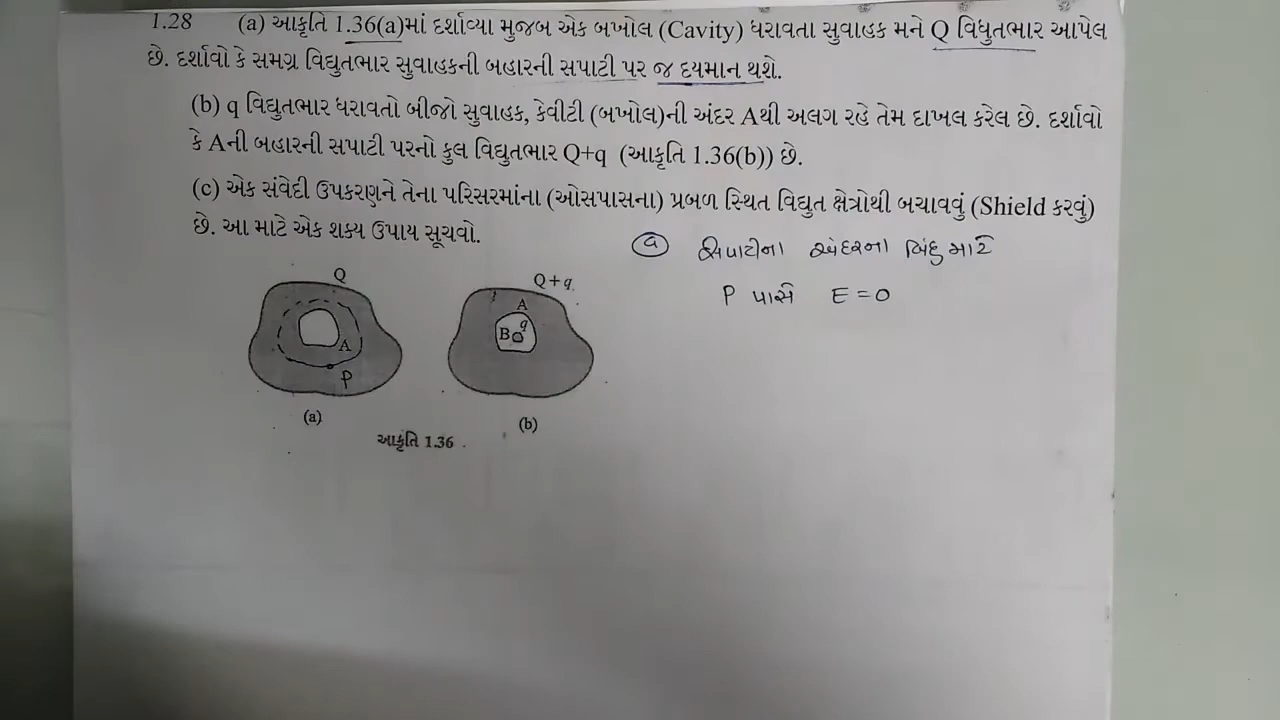 1.28 (a) આકૃતિ 1.36(a)માં દર્શાવ્યા મુજબ એક બખોલ (Cavity) ધરાવતા સુવાહક મને Q વિધુતભાર આપેલ
છે. દર્શાવો કે સમગ્ર વિદ્યુતભાર સુવાહકની બહારની સપાટી પર જ દયમાન થશે.
(b) q વિદ્યુતભાર ધરાવતો બીજો સુવાહક, કેવીટી (બખોલ)ની અંદર Aથી અલગ રહે તેમ દાખલ કરેલ છે. દર્શાવો
કે Aની બહારની સપાટી પરનો કુલ વિદ્યુતભાર Q+q (આકૃતિ 1.36(b)) છે.
(c) એક સંવેદી ઉપકરણને તેના પરિસરમાંના (ઓસપાસના) પ્રબળ સ્થિત વિદ્યુત ક્ષેત્રોથી બચાવવું (Shield કરવું)
છે. આ માટે એક શક્ય ઉપાય સૂચવો.
(a) સપાટીના અંદરના બિંદુ માટે
P પાસે E = 0
Q
A
P
(a)
Q+q
A
q
B
(b)
આકૃતિ 1.36